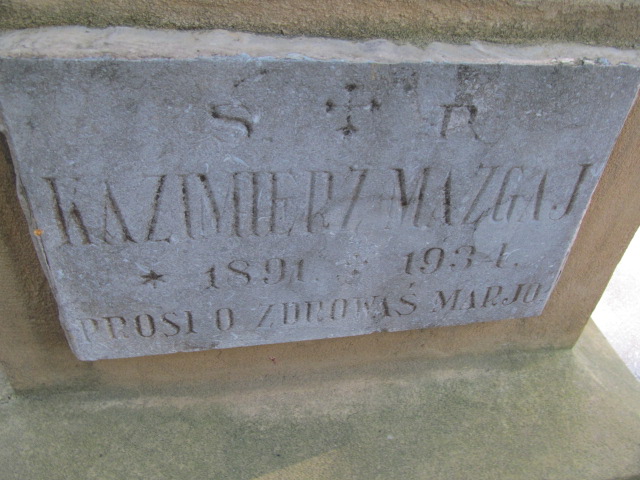 Ś † P
KAZIMIERZ MAZGAJ
* 1891. † 1934.
PROSI O ZDROWAŚ MARJO.